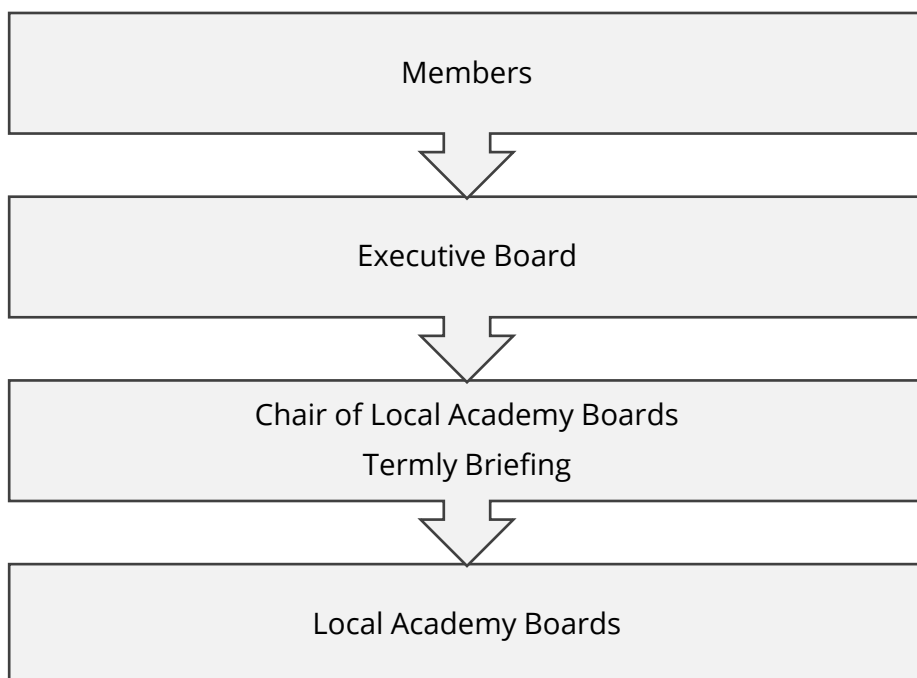 Members
Executive Board
Chair of Local Academy Boards
Termly Briefing
Local Academy Boards